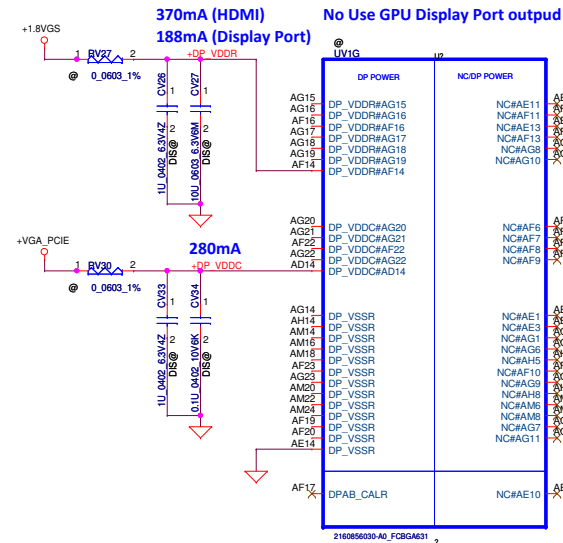 370mA (HDMI)
188mA (Display Port)
No Use GPU Display Port outpud
+1.8VGS
1 RV27 2
+DP_VDDR
@ 0_0603_1%
CV26
1
2
1U_0402_6.3V4Z
DIS@
CV27
1
2
10U_0603_6.3V6M
DIS@
+VGA_PCIE
280mA
1 RV30 2
+DP_VDDC
@ 0_0603_1%
CV33
1
2
1U_0402_6.3V4Z
DIS@
CV34
1
2
0.1U_0402_10V6K
DIS@
@
UV1G
DP POWER
NC/DP POWER
AG15 DP_VDDR#AG15
AG16 DP_VDDR#AG16
AF16 DP_VDDR#AF16
AG17 DP_VDDR#AG17
AG18 DP_VDDR#AG18
AG19 DP_VDDR#AG19
AF14 DP_VDDR#AF14
NC#AE11
NC#AF11
NC#AE13
NC#AF13
NC#AG8
NC#AG10
AG20 DP_VDDC#AG20
AG21 DP_VDDC#AG21
AF22 DP_VDDC#AF22
AG22 DP_VDDC#AG22
AD14 DP_VDDC#AD14
NC#AF6
NC#AF7
NC#AF8
NC#AF9
AG14 DP_VSSR
AH14 DP_VSSR
AM14 DP_VSSR
AM16 DP_VSSR
AM18 DP_VSSR
AF23 DP_VSSR
AG23 DP_VSSR
AM20 DP_VSSR
AM22 DP_VSSR
AM24 DP_VSSR
AF19 DP_VSSR
AF20 DP_VSSR
AE14 DP_VSSR
NC#AE1
NC#AE3
NC#AG1
NC#AG6
NC#AH5
NC#AF10
NC#AG9
NC#AH8
NC#AM6
NC#AM8
NC#AG7
NC#AG11
AF17 DPAB_CALR
NC#AE10
2160856030-A0_FCBGA631